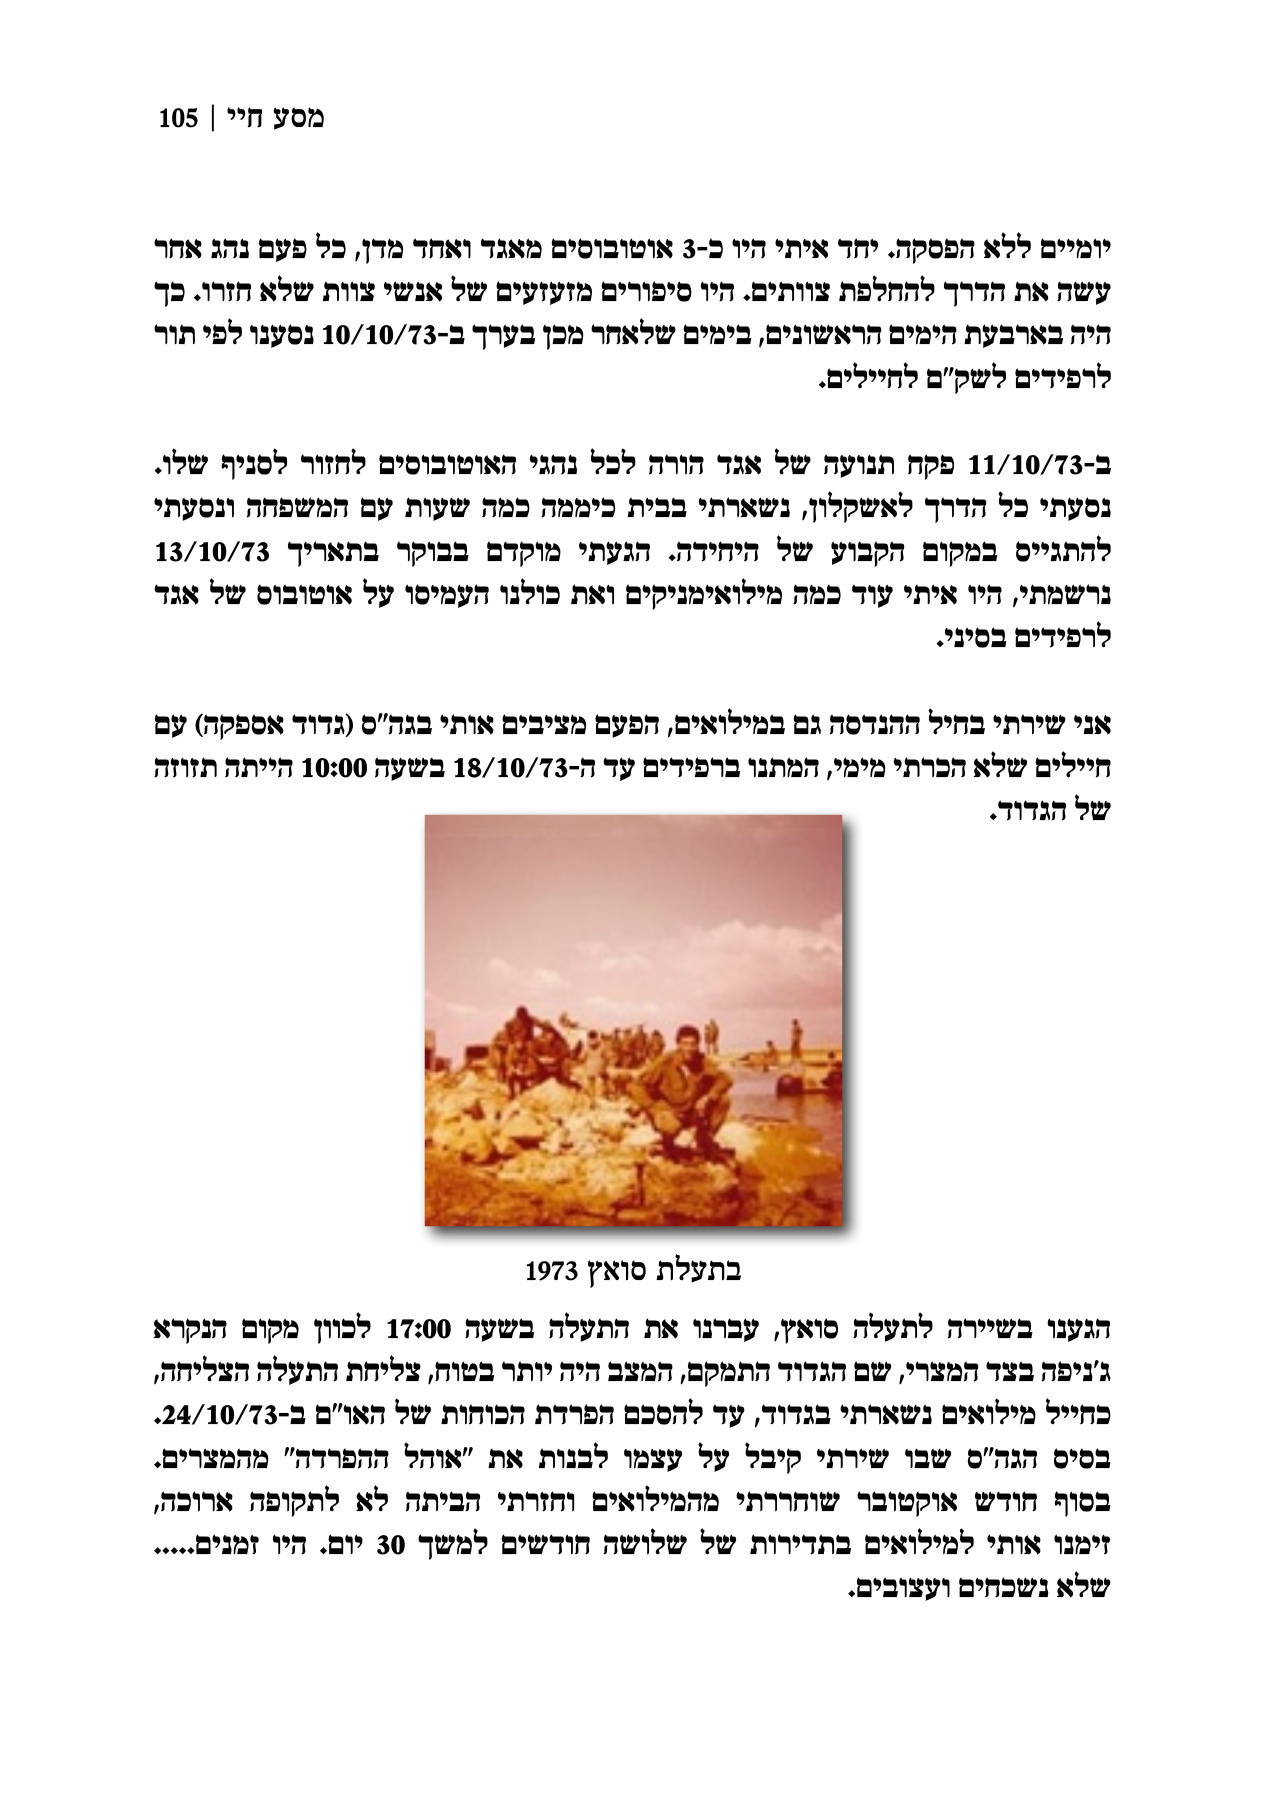 מסע חיי | 105
יומיים ללא הפסקה. יחד איתי היו כ-3 אוטובוסים מאגד ואחד מדן, כל פעם נהג אחר
עשה את הדרך להחלפת צוותים. היו סיפורים מזעזעים של אנשי צוות שלא חזרו. כך
היה בארבעת הימים הראשונים, בימים שלאחר מכן בערך ב-10/10/73 נסענו לפי תור
לרפידים לשק"ם לחיילים.
ב-11/10/73 פקח תנועה של אגד הורה לכל נהגי האוטובוסים לחזור לסניף שלו.
נסעתי כל הדרך לאשקלון, נשארתי בבית כיממה כמה שעות עם המשפחה ונסעתי
להתגייס במקום הקבוע של היחידה. הגעתי מוקדם בבוקר בתאריך 13/10/73
נרשמתי, היו איתי עוד כמה מילואימניקים ואת כולנו העמיסו על אוטובוס של אגד
לרפידים בסיני.
אני שירתי בחיל ההנדסה גם במילואים, הפעם מציבים אותי בגה"ס (גדוד אספקה) עם
חיילים שלא הכרתי מימי, המתנו ברפידים עד ה-18/10/73 בשעה 10:00 הייתה תזוזה
של הגדוד.
בתעלת סואץ 1973
הגענו בשיירה לתעלה סואץ, עברנו את התעלה בשעה 17:00 לכוון מקום הנקרא
ג'ניפה בצד המצרי, שם הגדוד התמקם, המצב היה יותר בטוח, צליחת התעלה הצליחה,
כחייל מילואים נשארתי בגדוד, עד להסכם הפרדת הכוחות של האו"ם ב-24/10/73.
בסיס הגה"ס שבו שירתי קיבל על עצמו לבנות את "אוהל ההפרדה" מהמצרים.
בסוף חודש אוקטובר שוחררתי מהמילואים וחזרתי הביתה לא לתקופה ארוכה,
זימנו אותי למילואים בתדירות של שלושה חודשים למשך 30 יום. היו זמנים.....
שלא נשכחים ועצובים.